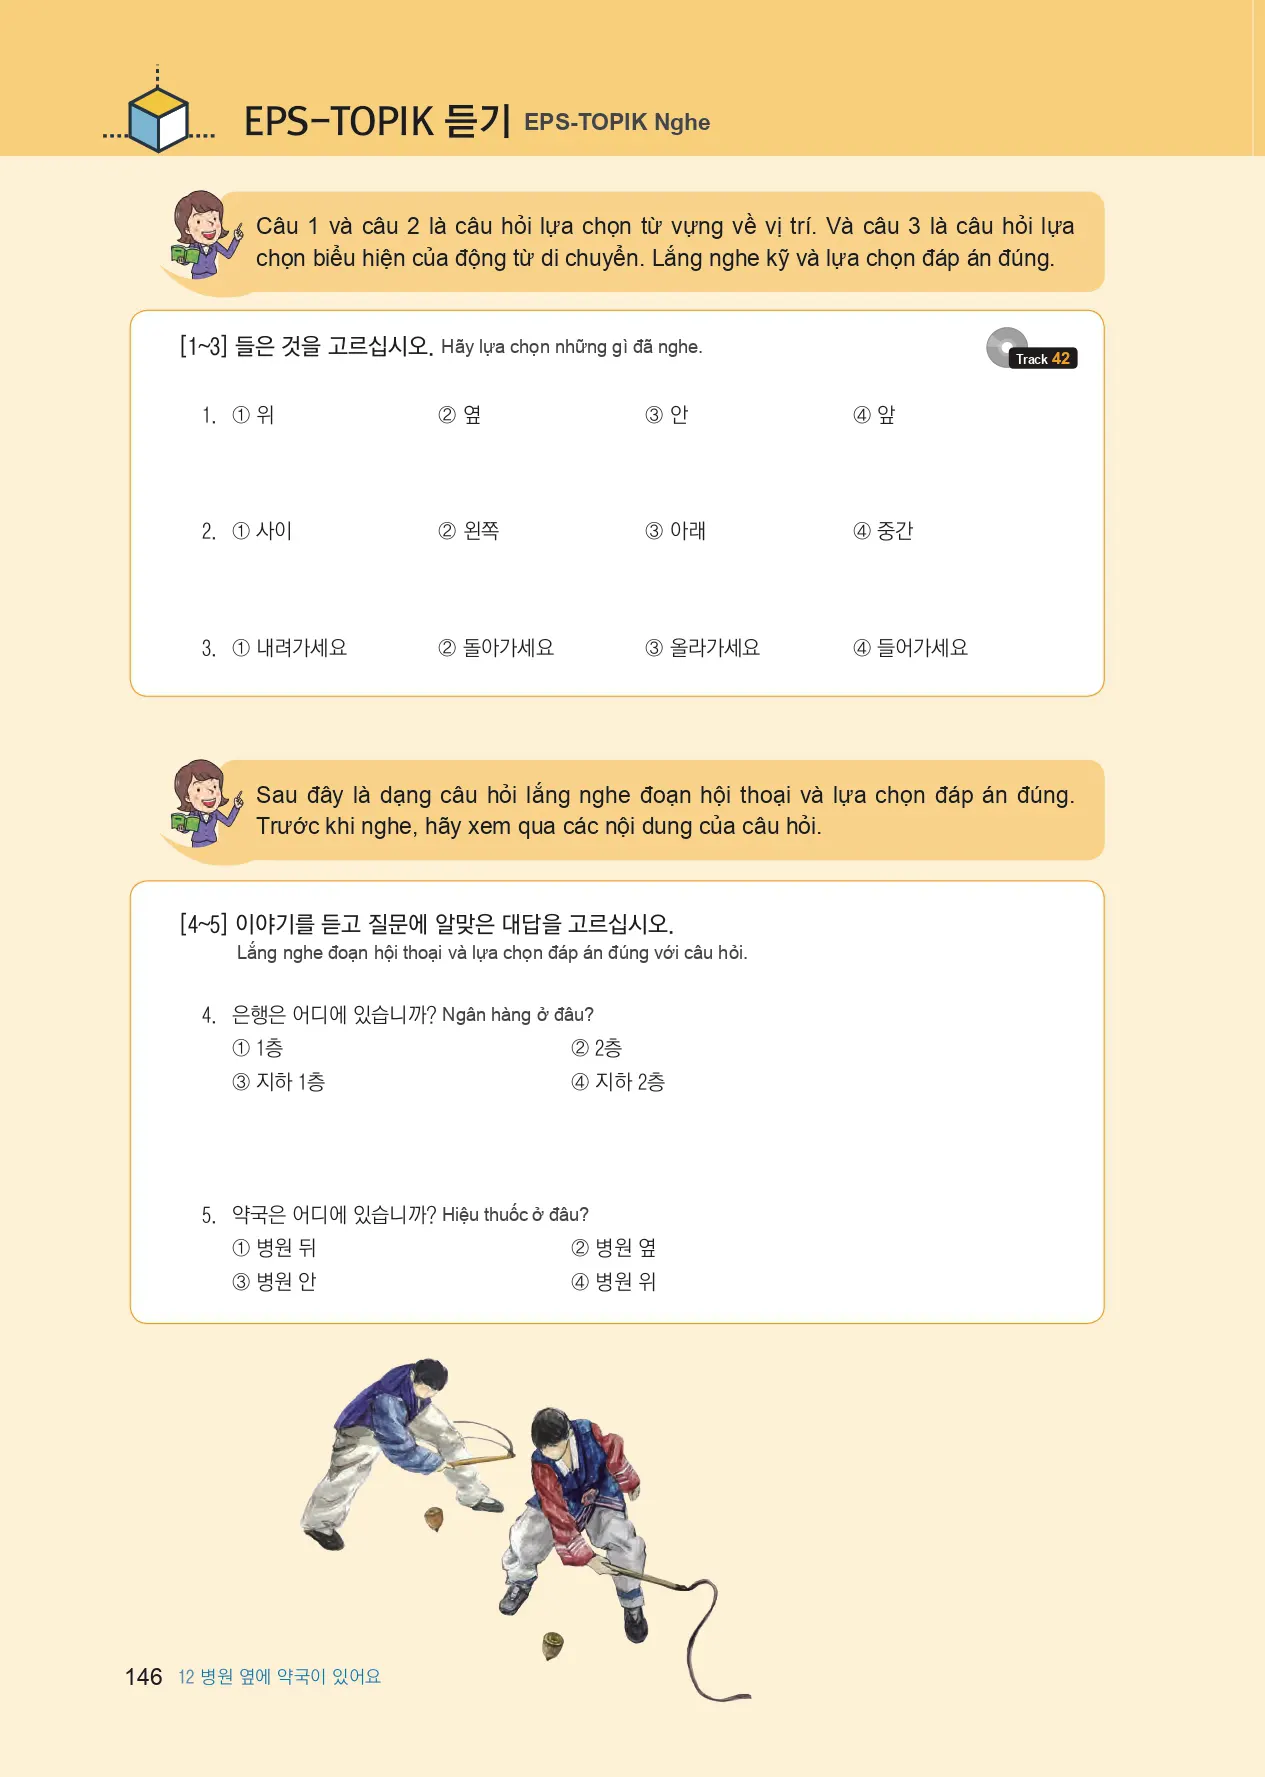 EPS-TOPIK 듣기 EPS-TOPIK Nghe
Câu 1 và câu 2 là câu hỏi lựa chọn từ vựng về vị trí. Và câu 3 là câu hỏi lựa
chọn biểu hiện của động từ di chuyển. Lắng nghe kỹ và lựa chọn đáp án đúng.
[1~3] 들은 것을 고르십시오. Hãy lựa chọn những gì đã nghe.
Track 42
1. ① 위 ② 옆 ③ 안 ④ 앞
2. ① 사이 ② 왼쪽 ③ 아래 ④ 중간
3. ① 내려가세요 ② 돌아가세요 ③ 올라가세요 ④ 들어가세요
Sau đây là dạng câu hỏi lắng nghe đoạn hội thoại và lựa chọn đáp án đúng.
Trước khi nghe, hãy xem qua các nội dung của câu hỏi.
[4~5] 이야기를 듣고 질문에 알맞은 대답을 고르십시오.
Lắng nghe đoạn hội thoại và lựa chọn đáp án đúng với câu hỏi.
4. 은행은 어디에 있습니까? Ngân hàng ở đâu?
① 1층 ② 2층
③ 지하 1층 ④ 지하 2층
5. 약국은 어디에 있습니까? Hiệu thuốc ở đâu?
① 병원 뒤 ② 병원 옆
③ 병원 안 ④ 병원 위
146 12 병원 옆에 약국이 있어요